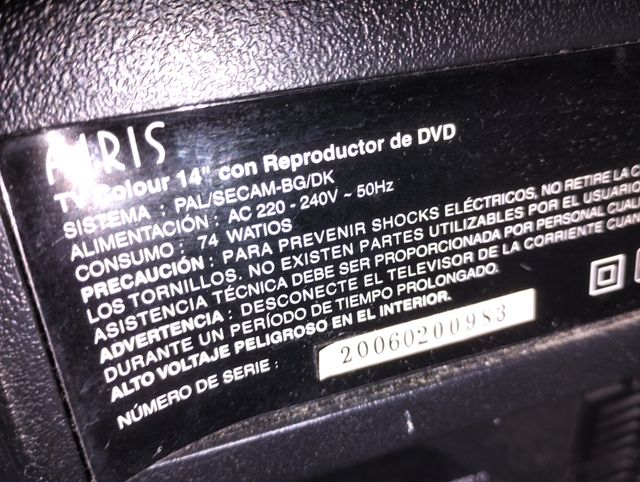 AIRIS
TV Colour 14" con Reproductor de DVD
SISTEMA : PAL/SECAM-BG/DK
ALIMENTACIÓN : AC 220 - 240V ~ 50Hz
CONSUMO : 74 WATIOS
PRECAUCIÓN : PARA PREVENIR SHOCKS ELÉCTRICOS, NO RETIRE LA
LOS TORNILLOS. NO EXISTEN PARTES UTILIZABLES POR EL USUARIO
ASISTENCIA TÉCNICA DEBE SER PROPORCIONADA POR PERSONAL
ADVERTENCIA : DESCONECTE EL TELEVISOR DE LA CORRIENTE
DURANTE UN PERÍODO DE TIEMPO PROLONGADO.
ALTO VOLTAJE PELIGROSO EN EL INTERIOR.
NÚMERO DE SERIE : 20060200983